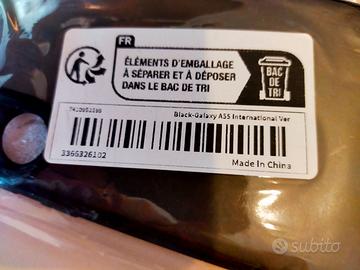 FR
ÉLÉMENTS D'EMBALLAGE
À SÉPARER ET À DÉPOSER
DANS LE BAC DE TRI
BAC
DE
TRI
Black-Galaxy A55 International Ver
3366326102
Made In China
subito